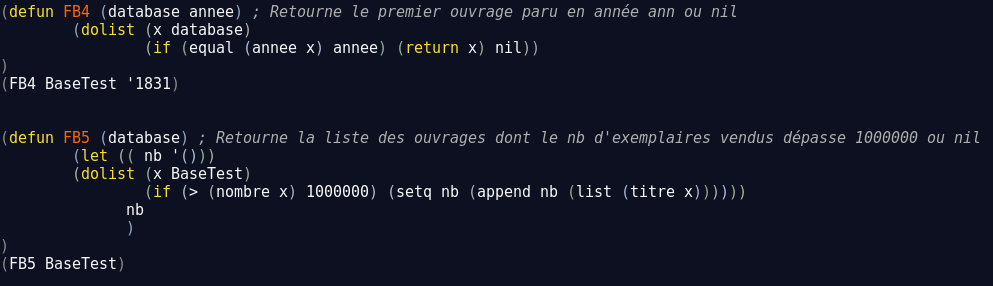 (defun FB4 (database annee) ; Retourne le premier ouvrage paru en année ann ou nil
(dolist (x database)
(if (equal (annee x) annee) (return x) nil))
)
(FB4 BaseTest '1831)
(defun FB5 (database) ; Retourne la liste des ouvrages dont le nb d'exemplaires vendus dépasse 1000000 ou nil
(let (( nb '()))
(dolist (x BaseTest)
(if (> (nombre x) 1000000) (setq nb (append nb (list (titre x))))))
nb
)
)
(FB5 BaseTest)